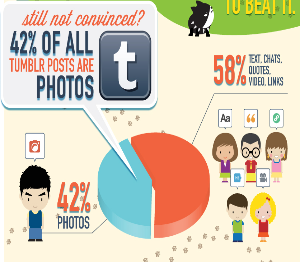 TO BEAT IT.
still not convinced?
42% OF ALL
TUMBLR POSTS ARE
PHOTOS
t
58% TEXT, CHATS,
QUOTES,
VIDEO, LINKS
Aa
“
42%
PHOTOS